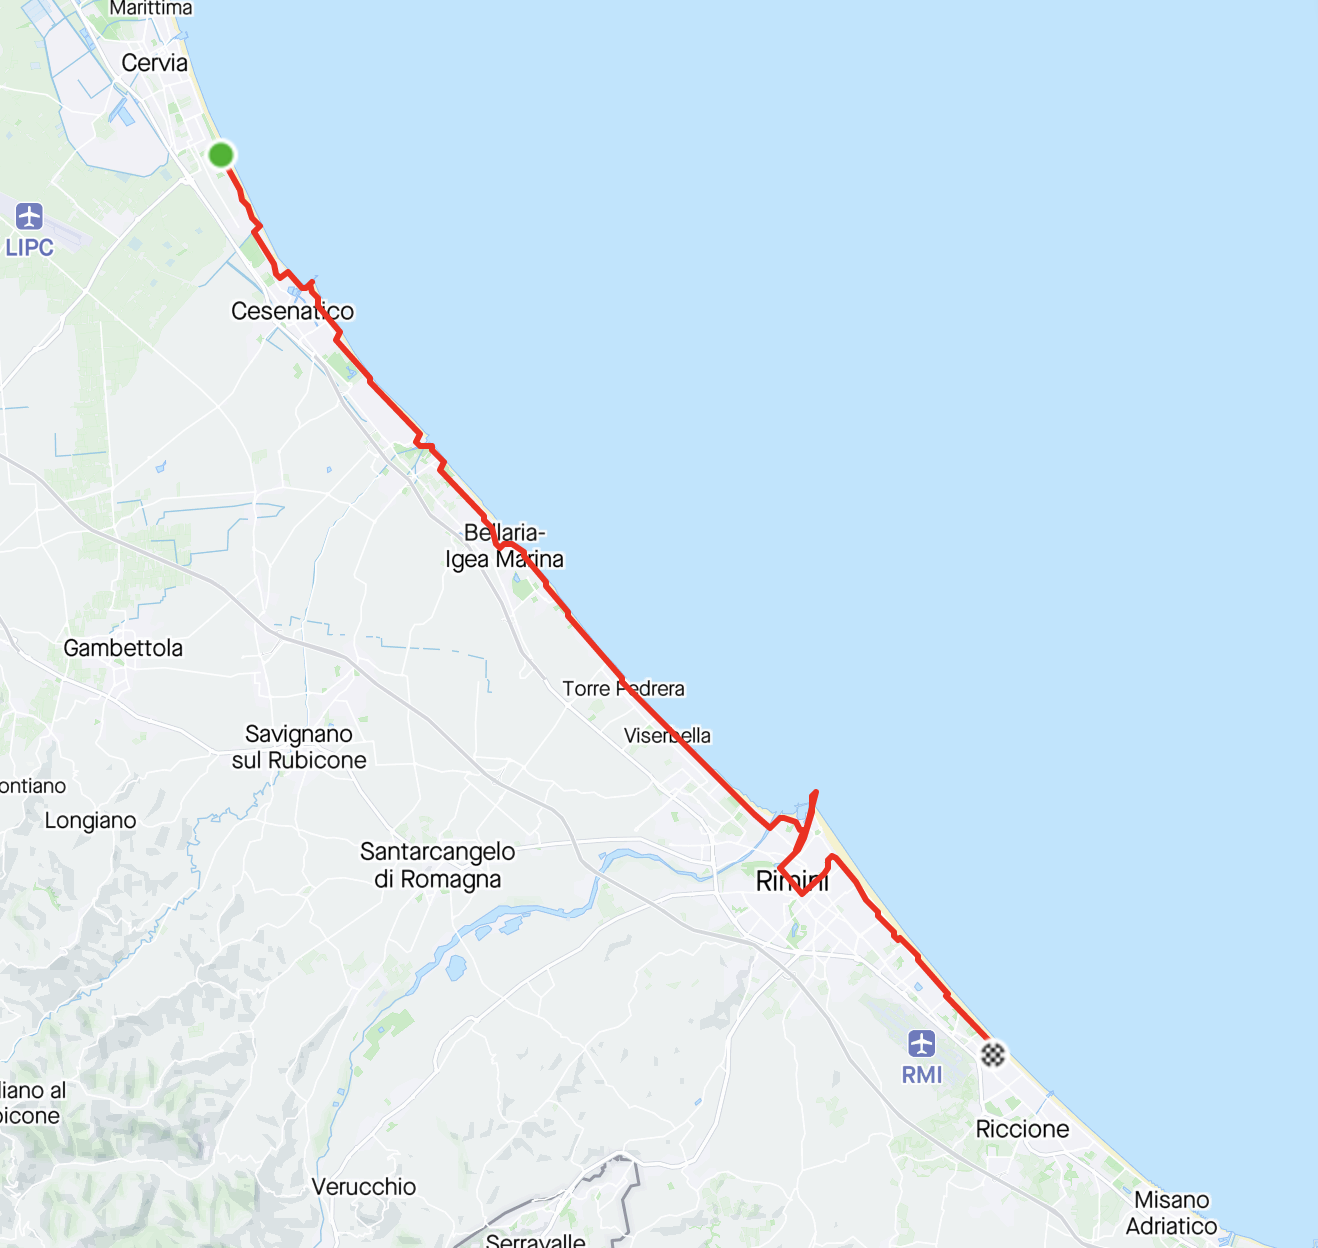 Marittima
Cervia
LIPC
Cesenatico
Bellaria-
Igea Marina
Gambettola
Torre Pedrera
Savignano
sul Rubicone
Viserbella
ontiano
Longiano
Santarcangelo
di Romagna
Rimini
RMI
liano al
bicone
Riccione
Verucchio
Misano
Adriatico
Serravalle